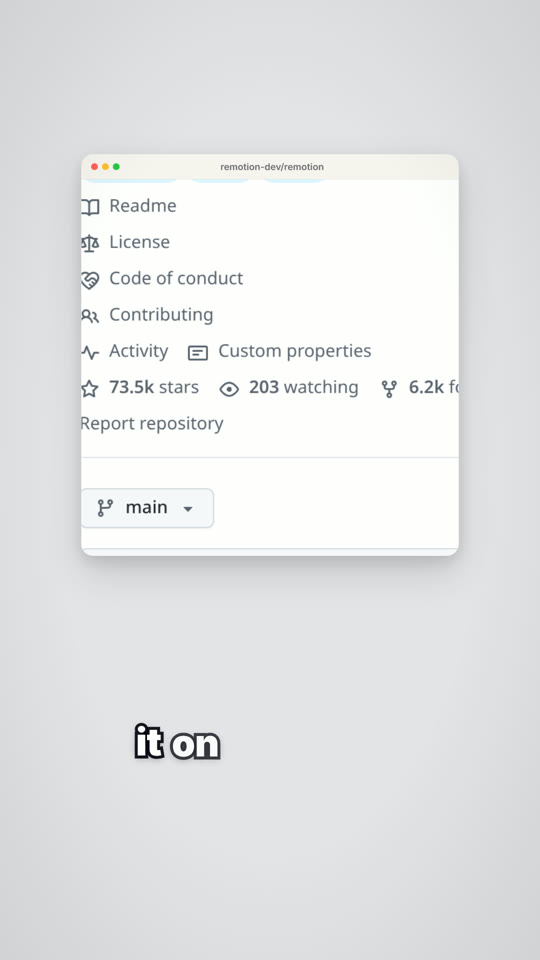 remotion-dev/remotion
Readme
License
Code of conduct
Contributing
Activity Custom properties
73.5k stars 203 watching 6.2k
Report repository
main
it on